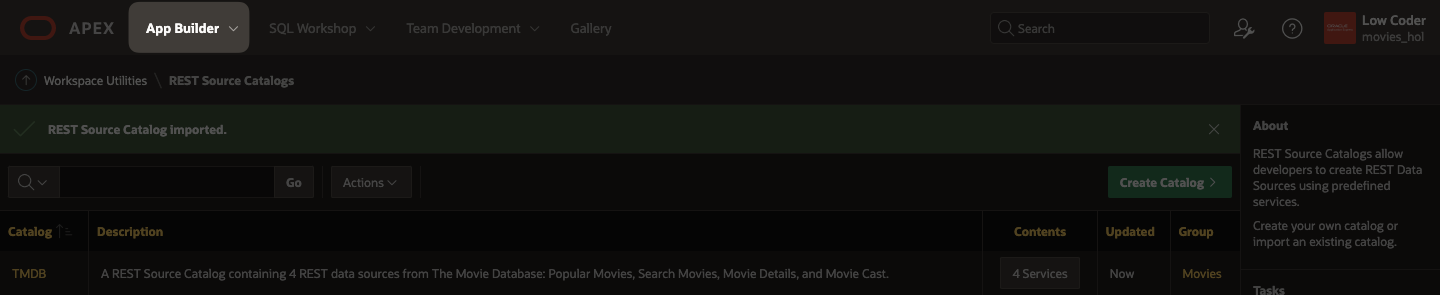 APEX App Builder SQL Workshop Team Development Gallery Search Low Coder
movies_hol
Workspace Utilities \ REST Source Catalogs
REST Source Catalog imported.
About
REST Source Catalogs allow
developers to create REST Data
Sources using predefined
services.
Create your own catalog or
import an existing catalog.
Go Actions Create Catalog
Catalog Description Contents Updated Group
TMDB A REST Source Catalog containing 4 REST data sources from The Movie Database: Popular Movies, Search Movies, Movie Details, and Movie Cast. 4 Services Now Movies
Tasks